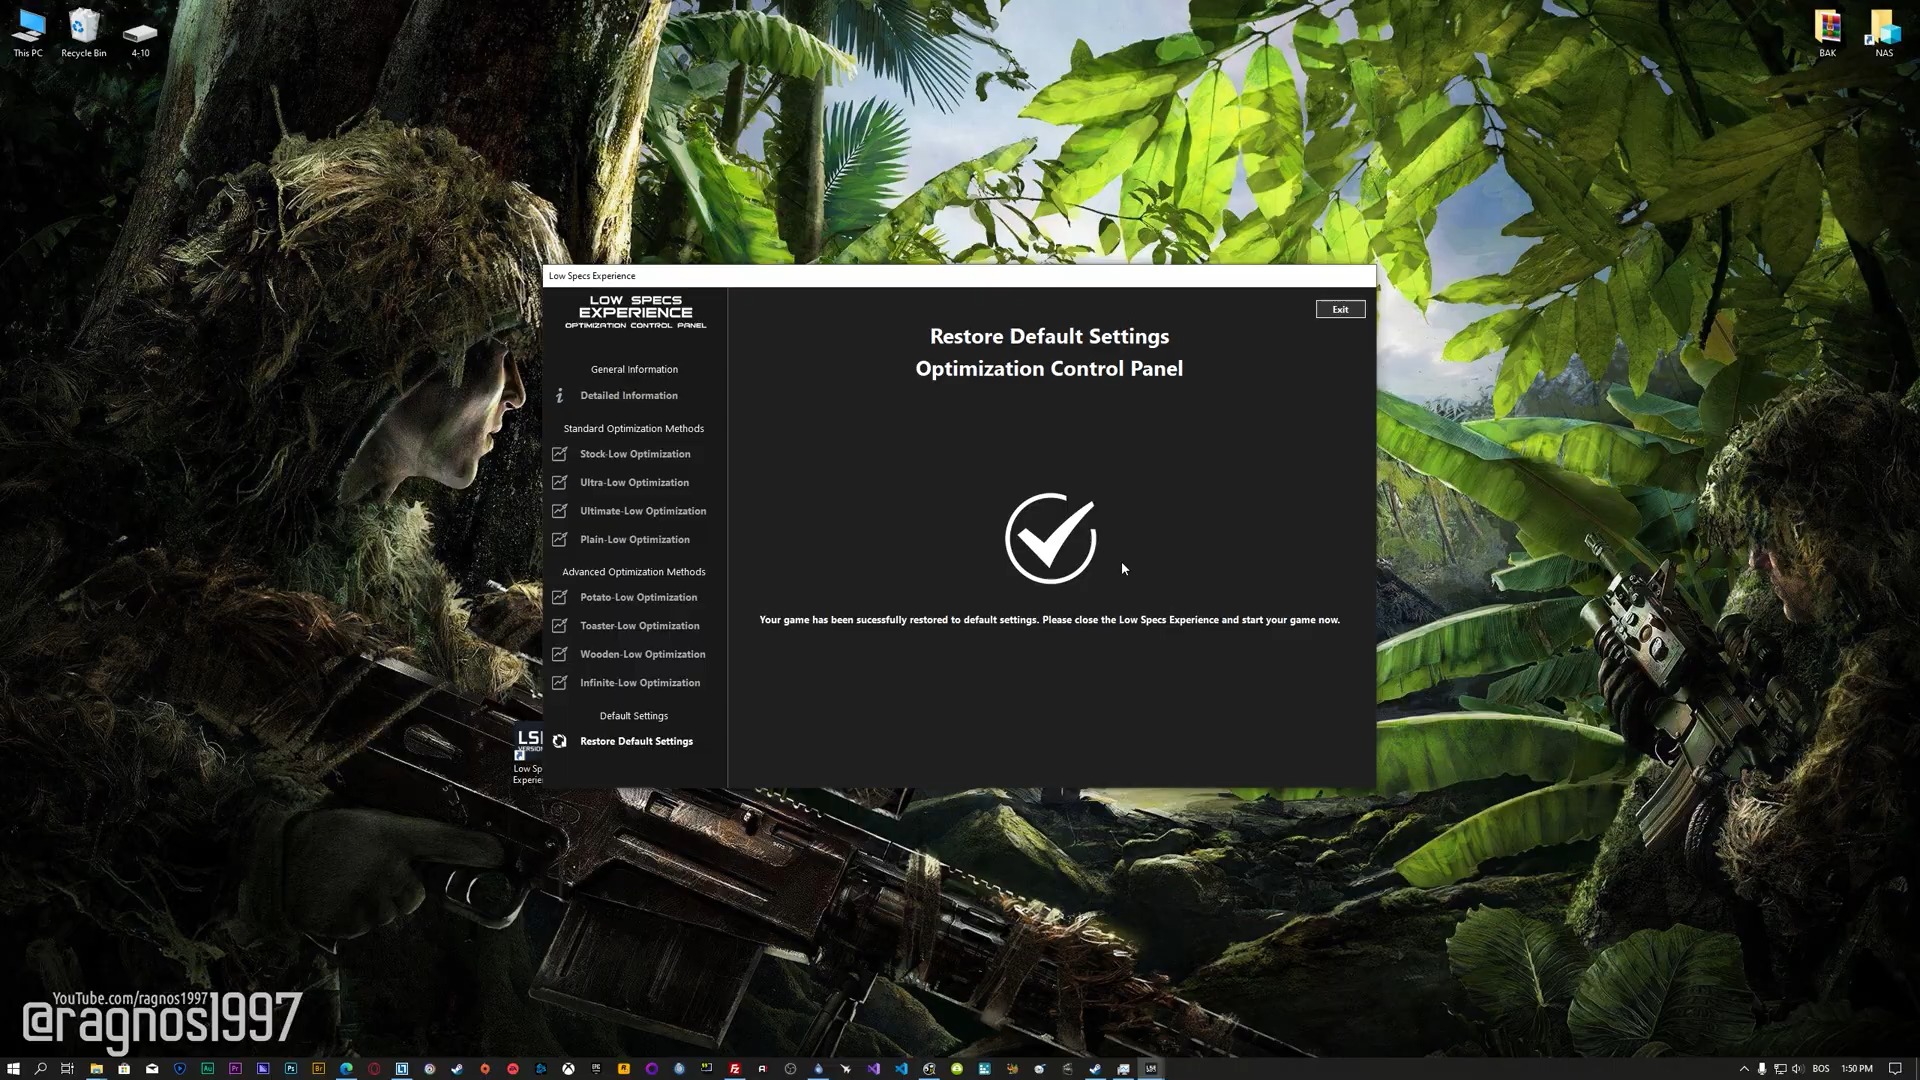 This PC
Recycle Bin
4-10
BAK
NAS
Low Specs Experience
LOW SPECS
EXPERIENCE
OPTIMIZATION CONTROL PANEL
General Information
Detailed Information
Standard Optimization Methods
Stock-Low Optimization
Ultra-Low Optimization
Ultimate-Low Optimization
Plain-Low Optimization
Advanced Optimization Methods
Potato-Low Optimization
Toaster-Low Optimization
Wooden-Low Optimization
Infinite-Low Optimization
Default Settings
Restore Default Settings
Exit
Restore Default Settings
Optimization Control Panel
Your game has been sucessfully restored to default settings. Please close the Low Specs Experience and start your game now.
Low Sp
Experie
YouTube.com/ragnos1997
@ragnos1997
BOS
1:50 PM